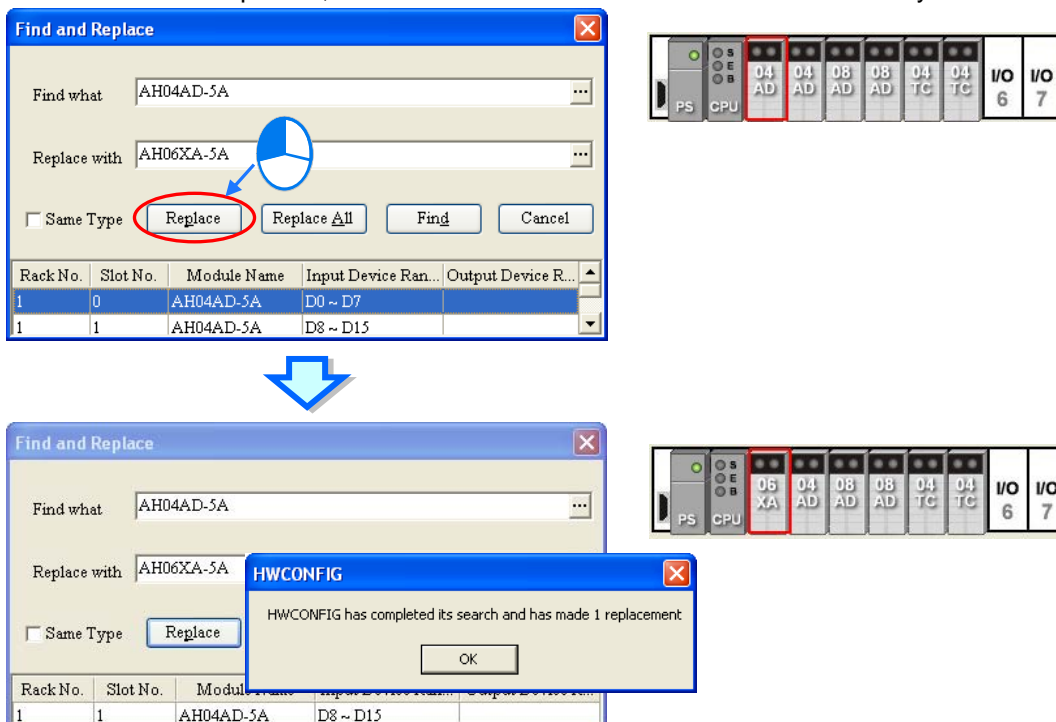 Find and Replace
Find what AH04AD-5A ...
Replace with AH06XA-5A ...
Same Type Replace Replace All Find Cancel
Rack No. Slot No. Module Name Input Device Ran... Output Device R...
1 0 AH04AD-5A D0 ~ D7
1 1 AH04AD-5A D8 ~ D15
PS CPU S E B 04 AD 04 AD 08 AD 08 AD 04 TC 04 TC I/O 6 I/O 7
Find and Replace
Find what AH04AD-5A ...
Replace with AH06XA-5A
HWCONFIG
HWCONFIG has completed its search and has made 1 replacement
OK
Same Type Replace
Rack No. Slot No.
1 1 AH04AD-5A D8 ~ D15
PS CPU S E B 06 XA 04 AD 08 AD 08 AD 04 TC 04 TC I/O 6 I/O 7